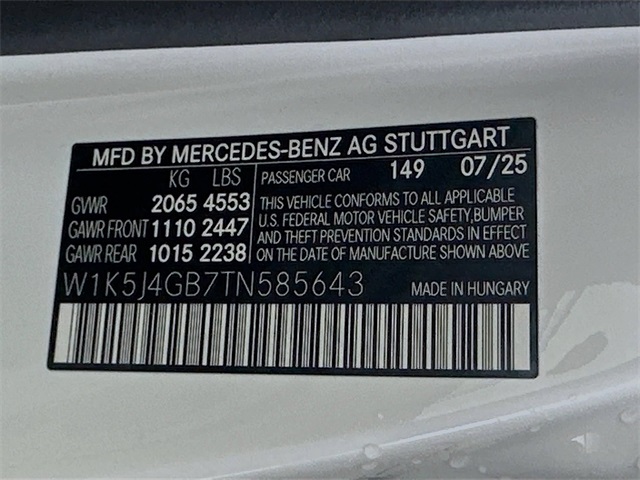 MFD BY MERCEDES-BENZ AG STUTTGART
KG LBS
GVWR 2065 4553
GAWR FRONT 1110 2447
GAWR REAR 1015 2238
PASSENGER CAR 149 07/25
THIS VEHICLE CONFORMS TO ALL APPLICABLE
U.S. FEDERAL MOTOR VEHICLE SAFETY, BUMPER
AND THEFT PREVENTION STANDARDS IN EFFECT
ON THE DATE OF MANUFACTURE SHOWN ABOVE
W1K5J4GB7TN585643 MADE IN HUNGARY